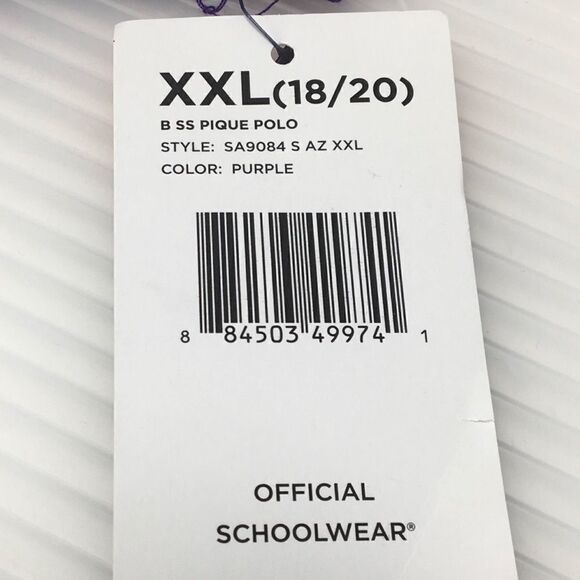 XXL(18/20)
B SS PIQUE POLO
STYLE: SA9084 S AZ XXL
COLOR: PURPLE
8 84503 49974 1
OFFICIAL
SCHOOLWEAR®